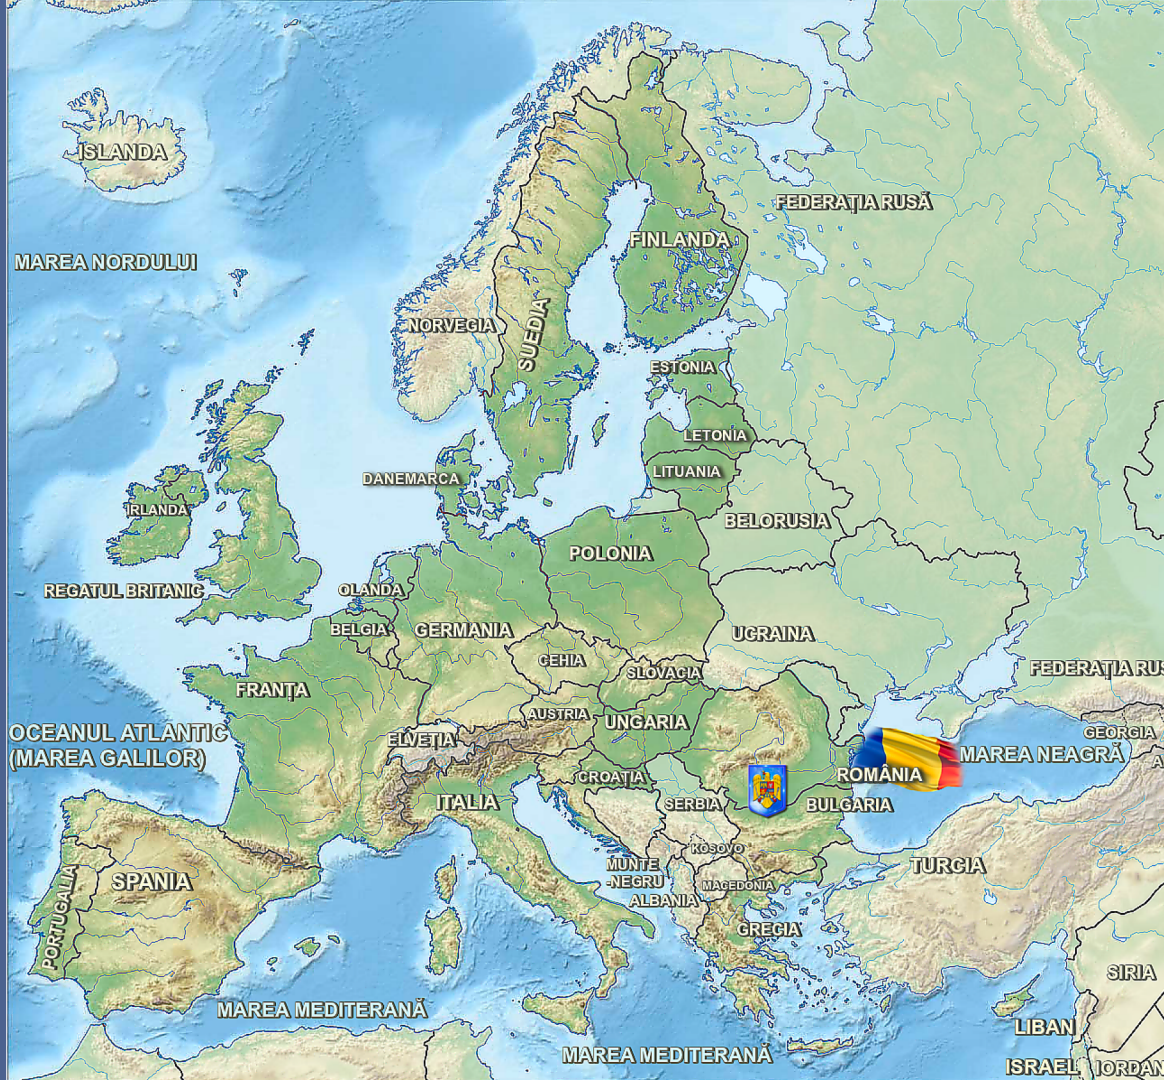 ISLANDA
FEDERAȚIA RUSĂ
FINLANDA
MAREA NORDULUI
NORVEGIA
SUEDIA
ESTONIA
LETONIA
LITUANIA
DANEMARCA
IRLANDA
BELORUSIA
POLONIA
REGATUL BRITANIC
OLANDA
BELGIA
GERMANIA
UCRAINA
CEHIA
SLOVACIA
FEDERAȚIA RUS
FRANȚA
AUSTRIA
UNGARIA
OCEANUL ATLANTIC
(MAREA GALILOR)
ELVEȚIA
GEORGIA
MAREA NEAGRĂ
A
CROAȚIA
ROMÂNIA
ITALIA
SERBIA
BULGARIA
KOSOVO
MUNTE
-NEGRU
TURCIA
SPANIA
MACEDONIA
ALBANIA
PORTUGALIA
GRECIA
SIRIA
MAREA MEDITERANĂ
LIBAN
MAREA MEDITERANĂ
ISRAEL
IORDAN